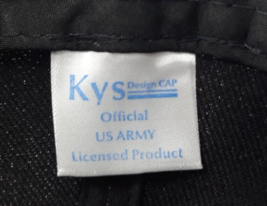 Kys Design CAP
Official
US ARMY
Licensed Product